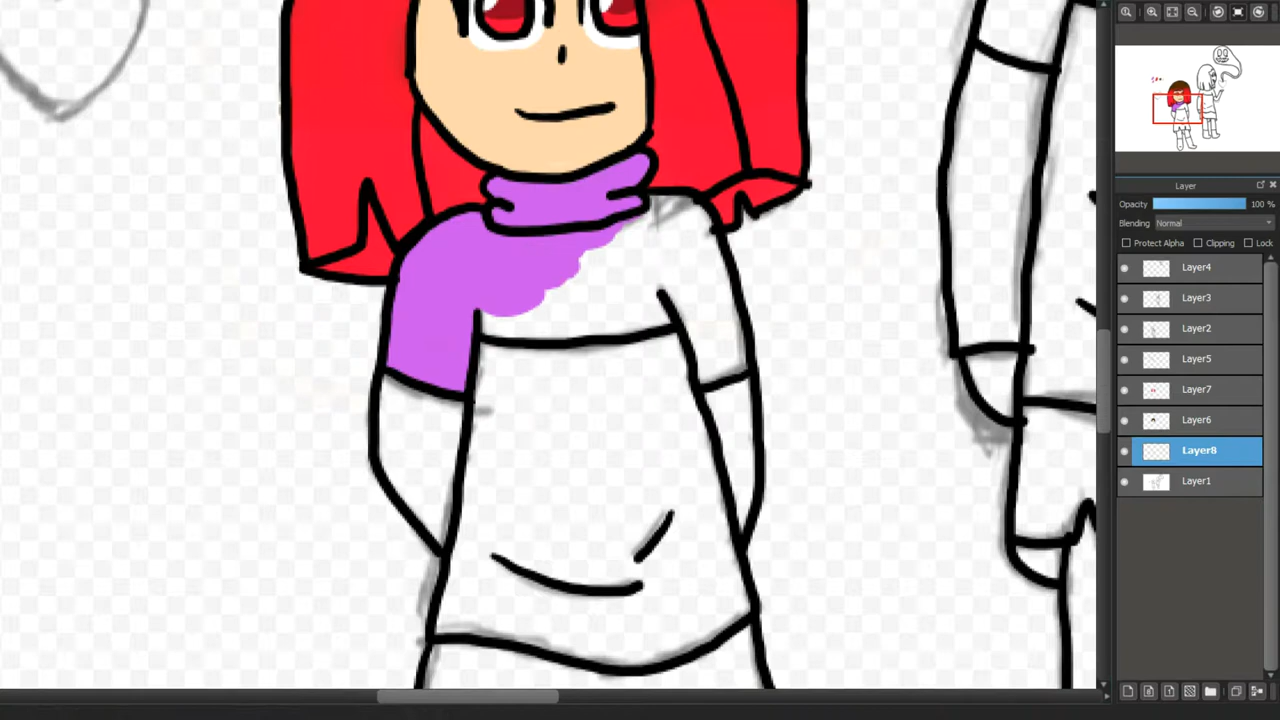 Layer
Opacity 100 %
Blending Normal
Protect Alpha Clipping Lock
Layer4
Layer3
Layer2
Layer5
Layer7
Layer6
Layer8
Layer1